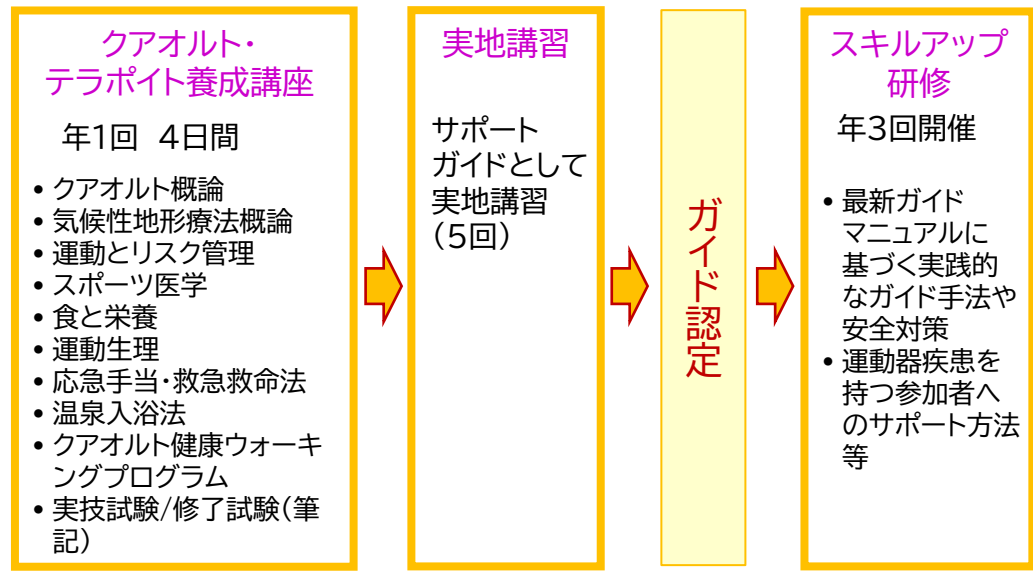 クアオルト・
テラポイト養成講座
年1回 4日間
• クアオルト概論
• 気候性地形療法概論
• 運動とリスク管理
• スポーツ医学
• 食と栄養
• 運動生理
• 応急手当・救急救命法
• 温泉入浴法
• クアオルト健康ウォーキ
ングプログラム
• 実技試験/修了試験(筆
記)
実地講習
サポート
ガイドとして
実地講習
(5回)
ガイド認定
スキルアップ
研修
年3回開催
• 最新ガイド
マニュアルに
基づく実践的
なガイド手法や
安全対策
• 運動器疾患を
持つ参加者へ
のサポート方法
等